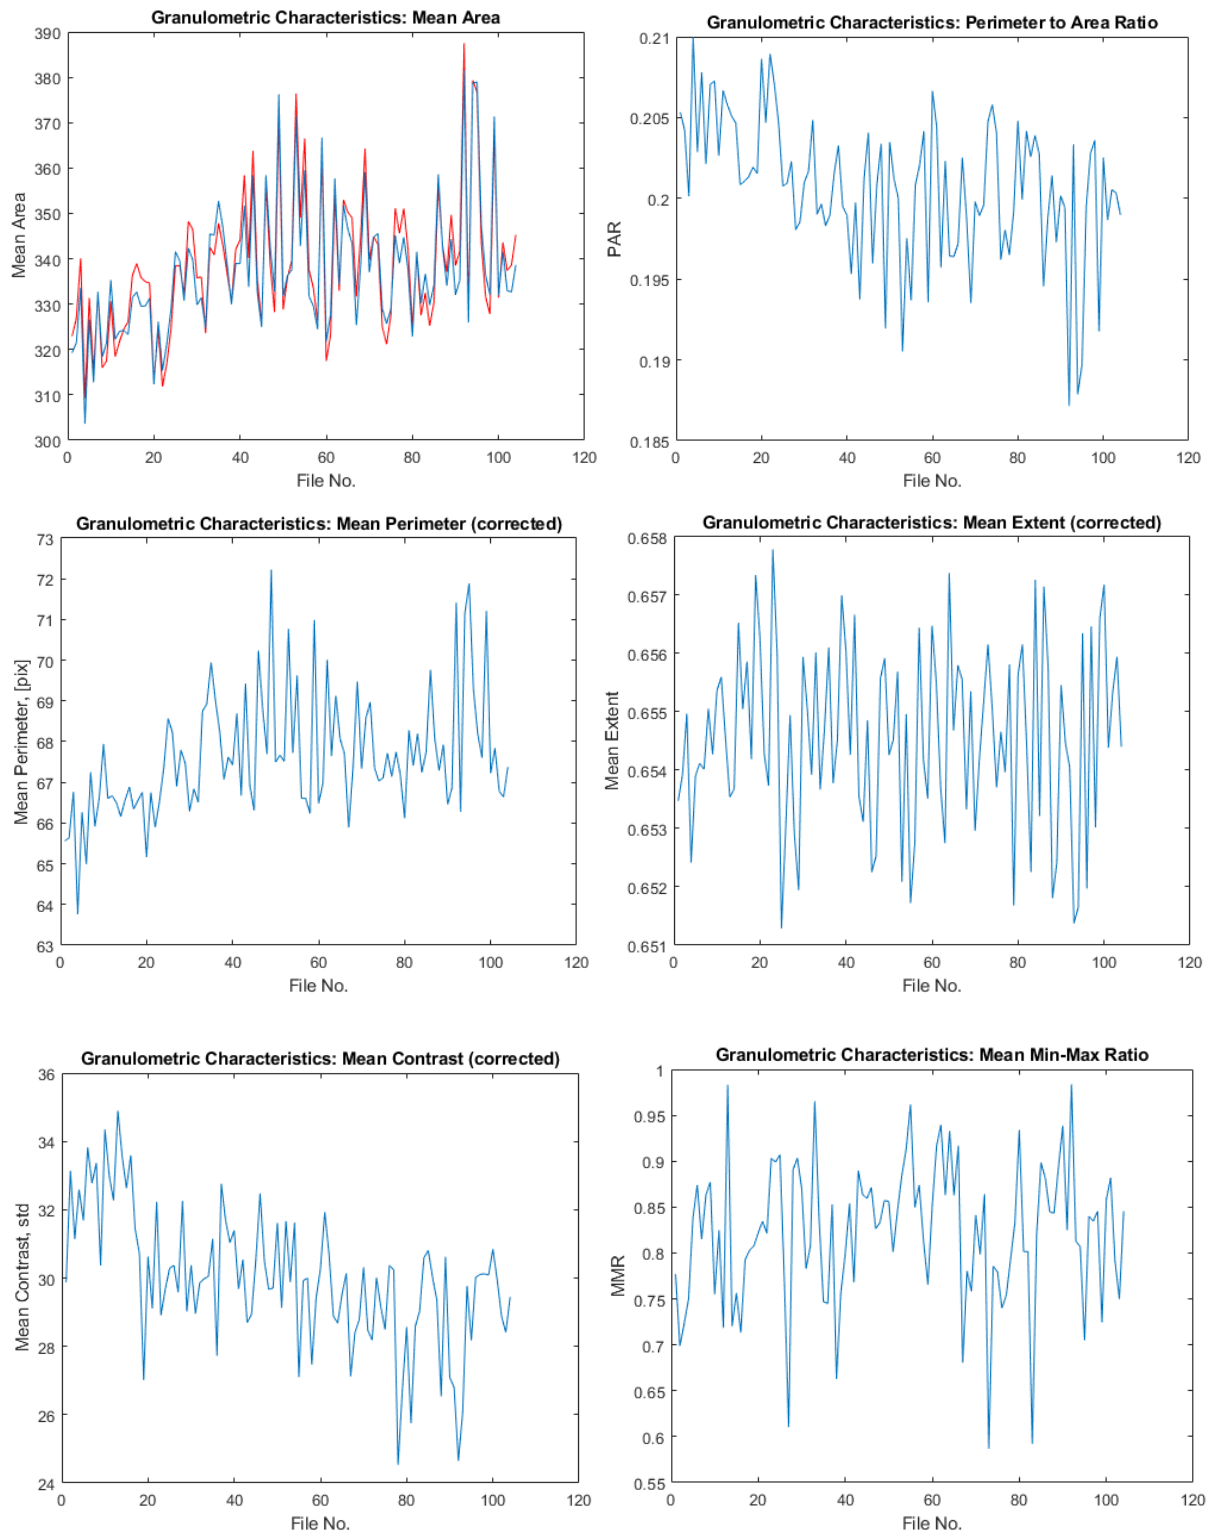 Granulometric Characteristics: Mean Area
390
380
370
360
350
340
330
320
310
300
Mean Area
0 20 40 60 80 100 120
File No.
Granulometric Characteristics: Perimeter to Area Ratio
0.21
0.205
0.2
0.195
0.19
0.185
PAR
0 20 40 60 80 100 120
File No.
Granulometric Characteristics: Mean Perimeter (corrected)
73
72
71
70
69
68
67
66
65
64
63
Mean Perimeter, [pix]
0 20 40 60 80 100 120
File No.
Granulometric Characteristics: Mean Extent (corrected)
0.658
0.657
0.656
0.655
0.654
0.653
0.652
0.651
Mean Extent
0 20 40 60 80 100 120
File No.
Granulometric Characteristics: Mean Contrast (corrected)
36
34
32
30
28
26
24
Mean Contrast, std
0 20 40 60 80 100 120
File No.
Granulometric Characteristics: Mean Min-Max Ratio
1
0.95
0.9
0.85
0.8
0.75
0.7
0.65
0.6
0.55
MMR
0 20 40 60 80 100 120
File No.